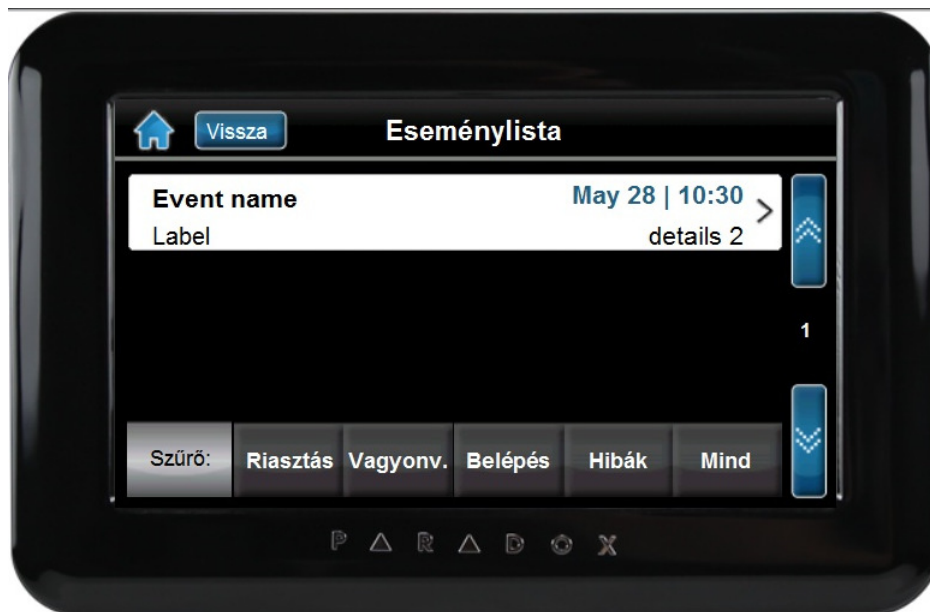 Vissza
Eseménylista
Event name
May 28 | 10:30
Label
details 2
1
Szűrő:
Riasztás
Vagyonv.
Belépés
Hibák
Mind
PARADOX